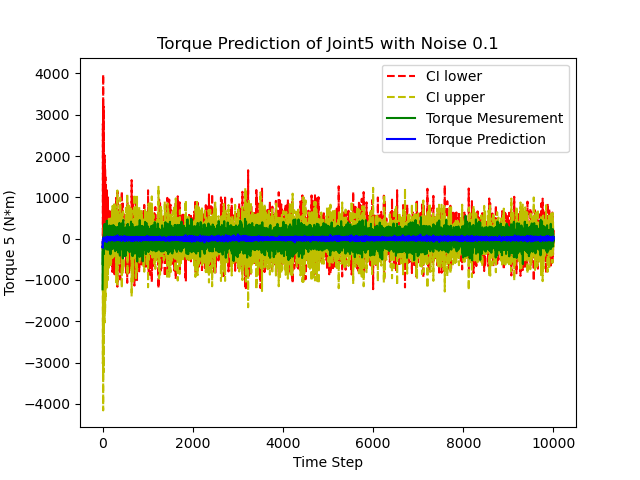 Torque Prediction of Joint5 with Noise 0.1
CI lower
CI upper
Torque Mesurement
Torque Prediction
4000
3000
2000
1000
0
−1000
−2000
−3000
−4000
Torque 5 (N*m)
0 2000 4000 6000 8000 10000
Time Step